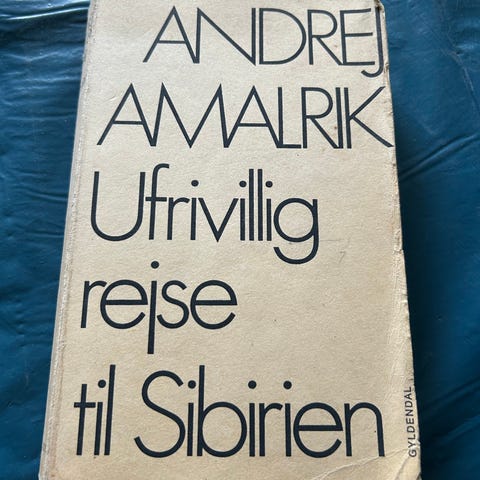 ANDREJ
AMALRIK
Ufrivillig
rejse
til Sibirien
GYLDENDAL